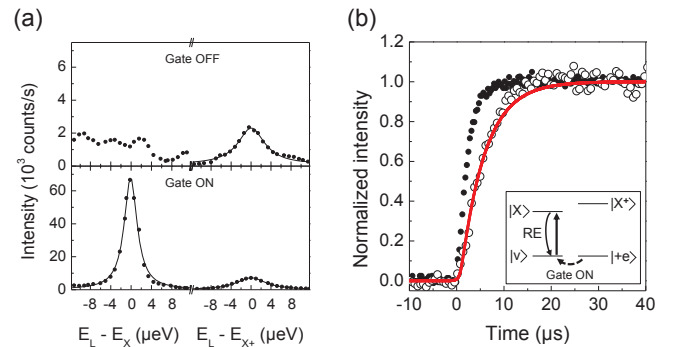 (a)
Gate OFF
6
4
2
0
Gate ON
60
40
20
0
-8 -4 0 4 8 -8 -4 0 4 8
E_L - E_X (μeV) E_L - E_X+ (μeV)
Intensity (10³ counts/s)
(b)
1.2
1.0
0.8
0.6
0.4
0.2
0.0
-10 0 10 20 30 40
Time (μs)
Normalized intensity
|X> |X⁺>
RE
|v> |+e>
Gate ON